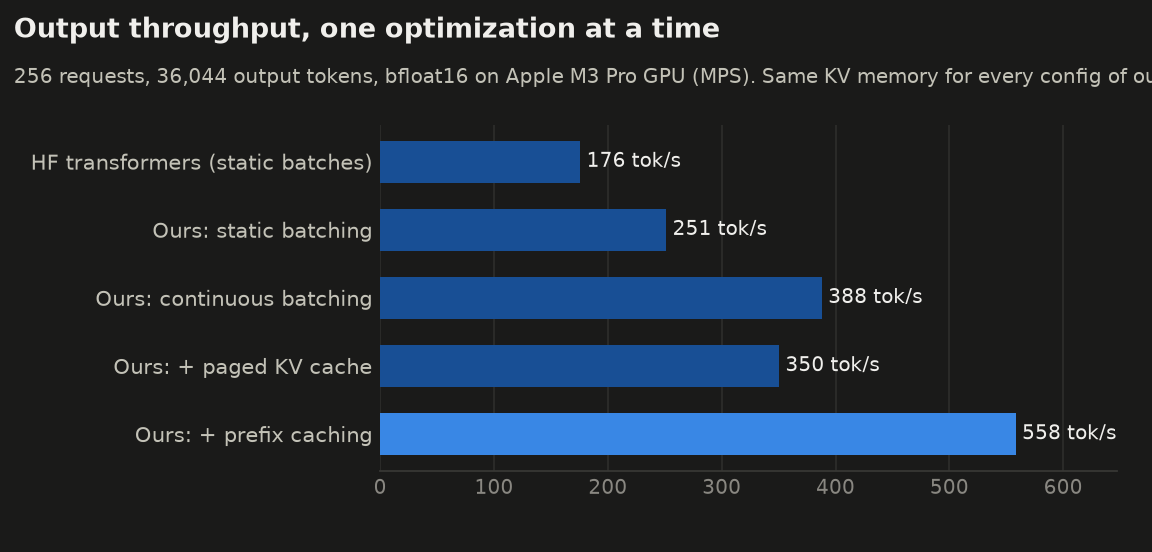 Output throughput, one optimization at a time
256 requests, 36,044 output tokens, bfloat16 on Apple M3 Pro GPU (MPS). Same KV memory for every config of
HF transformers (static batches) 176 tok/s
Ours: static batching 251 tok/s
Ours: continuous batching 388 tok/s
Ours: + paged KV cache 350 tok/s
Ours: + prefix caching 558 tok/s
0 100 200 300 400 500 600